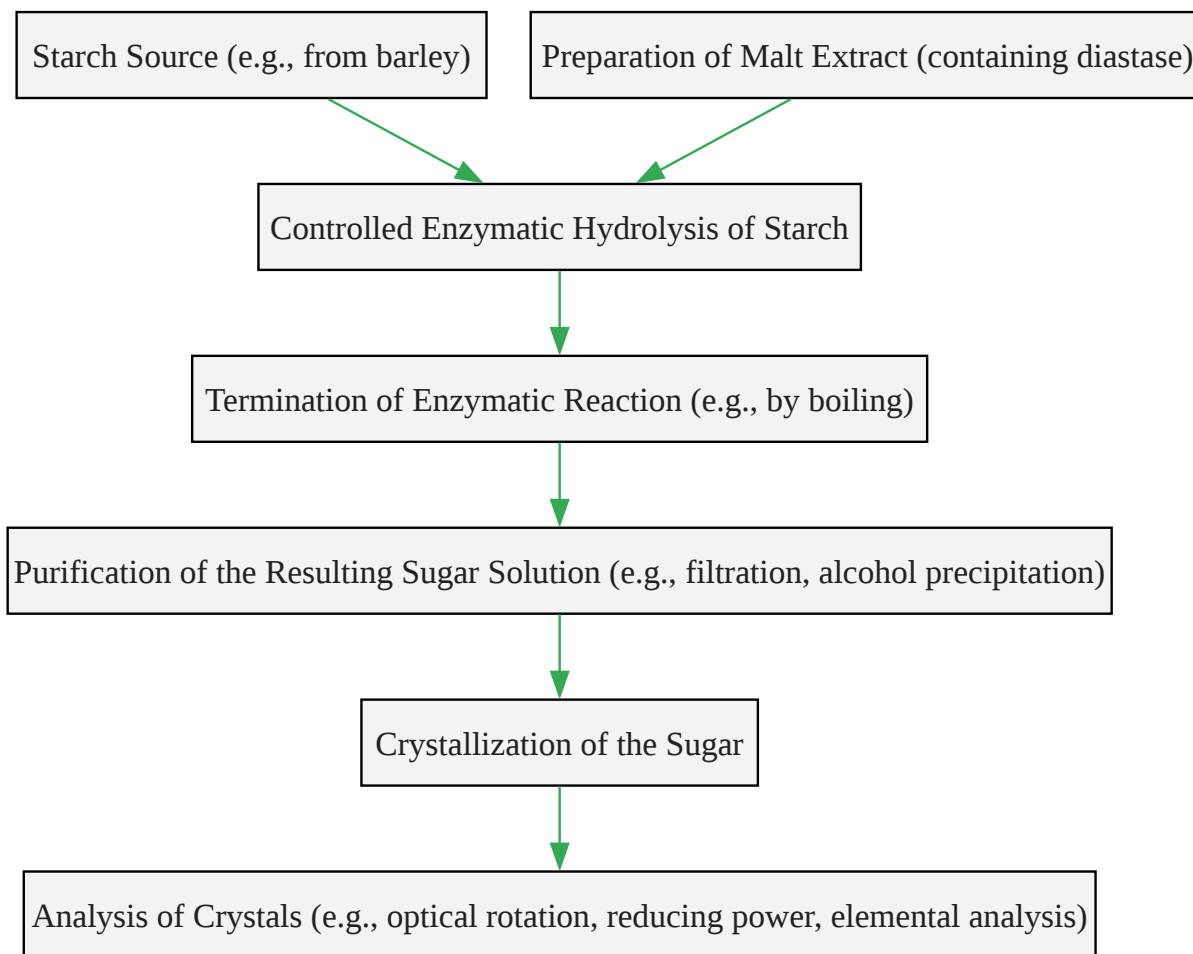 Starch Source (e.g., from barley)
Preparation of Malt Extract (containing diastase)
Controlled Enzymatic Hydrolysis of Starch
Termination of Enzymatic Reaction (e.g., by boiling)
Purification of the Resulting Sugar Solution (e.g., filtration, alcohol precipitation)
Crystallization of the Sugar
Analysis of Crystals (e.g., optical rotation, reducing power, elemental analysis)